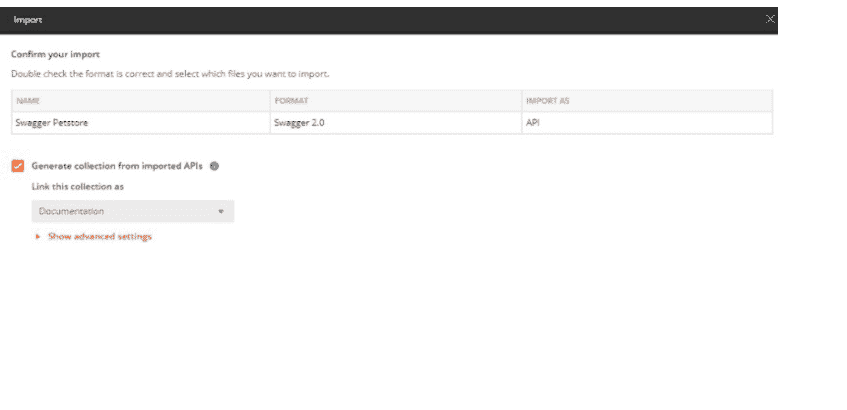 Import
Confirm your import
Double check the format is correct and select which files you want to import.
NAME FORMAT IMPORT AS
Swagger Petstore Swagger 2.0 API
Generate collection from imported APIs
Link this collection as
Documentation
Show advanced settings